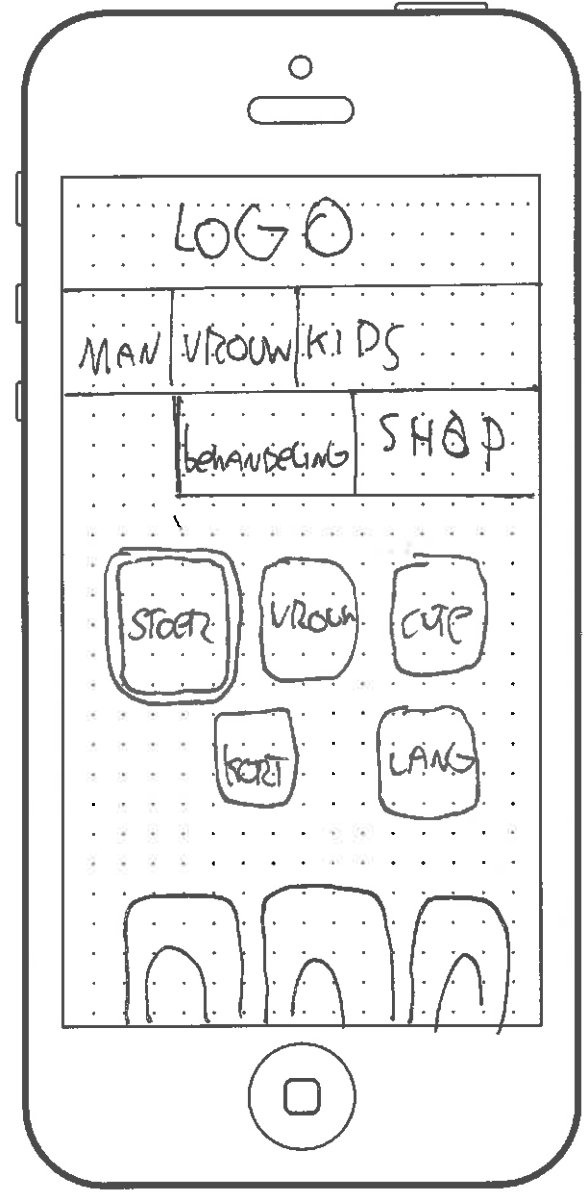 LOGO
MAN VROUW KIDS
BEHANDELING SHOP
STOER VROUW CUTE
KORT LANG